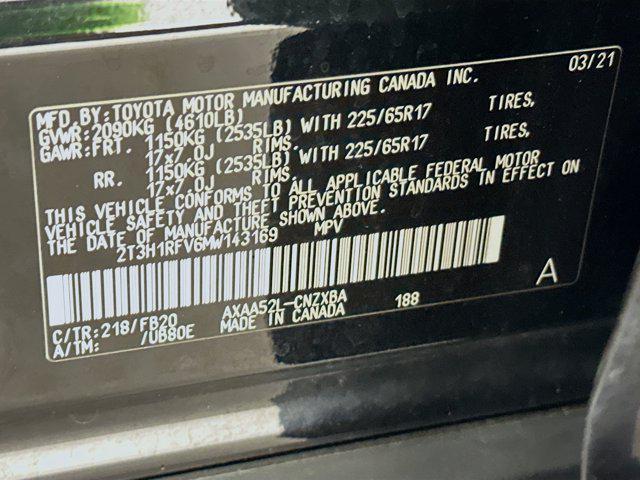 MFD.BY:TOYOTA MOTOR MANUFACTURING CANADA INC. 03/21
GVWR:2090KG (4610LB)
GAWR:FRT. 1150KG (2535LB) WITH 225/65R17 TIRES,
17x7.0J RIMS.
RR. 1150KG (2535LB) WITH 225/65R17 TIRES,
17x7.0J RIMS.
THIS VEHICLE CONFORMS TO ALL APPLICABLE FEDERAL MOTOR
VEHICLE SAFETY AND THEFT PREVENTION STANDARDS IN EFFECT ON
THE DATE OF MANUFACTURE SHOWN ABOVE.
2T3H1RFV6MW143169 MPV
A
C/TR:218/FB20 AXAA52L-CNZXBA 188
A/TM: /UB80E MADE IN CANADA